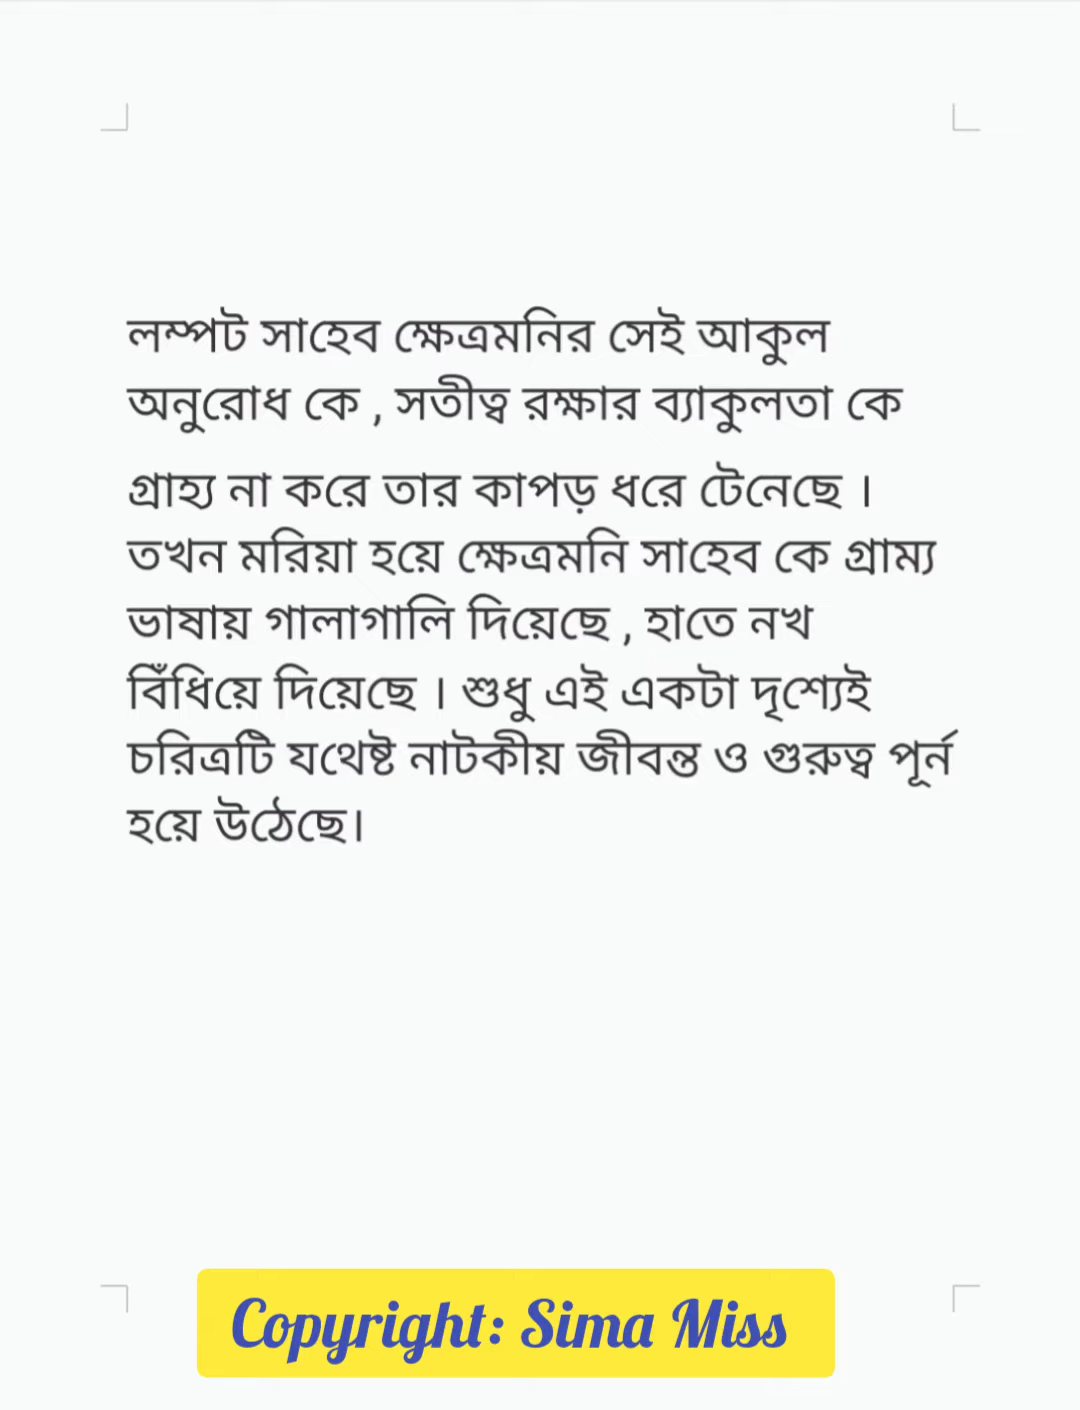 লম্পট সাহেব ক্ষেত্রমনির সেই আকুল
অনুরোধ কে , সতীত্ব রক্ষার ব্যাকুলতা কে
গ্রাহ্য না করে তার কাপড় ধরে টেনেছে ।
তখন মরিয়া হয়ে ক্ষেত্রমনি সাহেব কে গ্রাম্য
ভাষায় গালাগালি দিয়েছে , হাতে নখ
বিঁধিয়ে দিয়েছে । শুধু এই একটা দৃশ্যেই
চরিত্রটি যথেষ্ট নাটকীয় জীবন্ত ও গুরুত্ব পূর্ন
হয়ে উঠেছে।
Copyright: Sima Miss